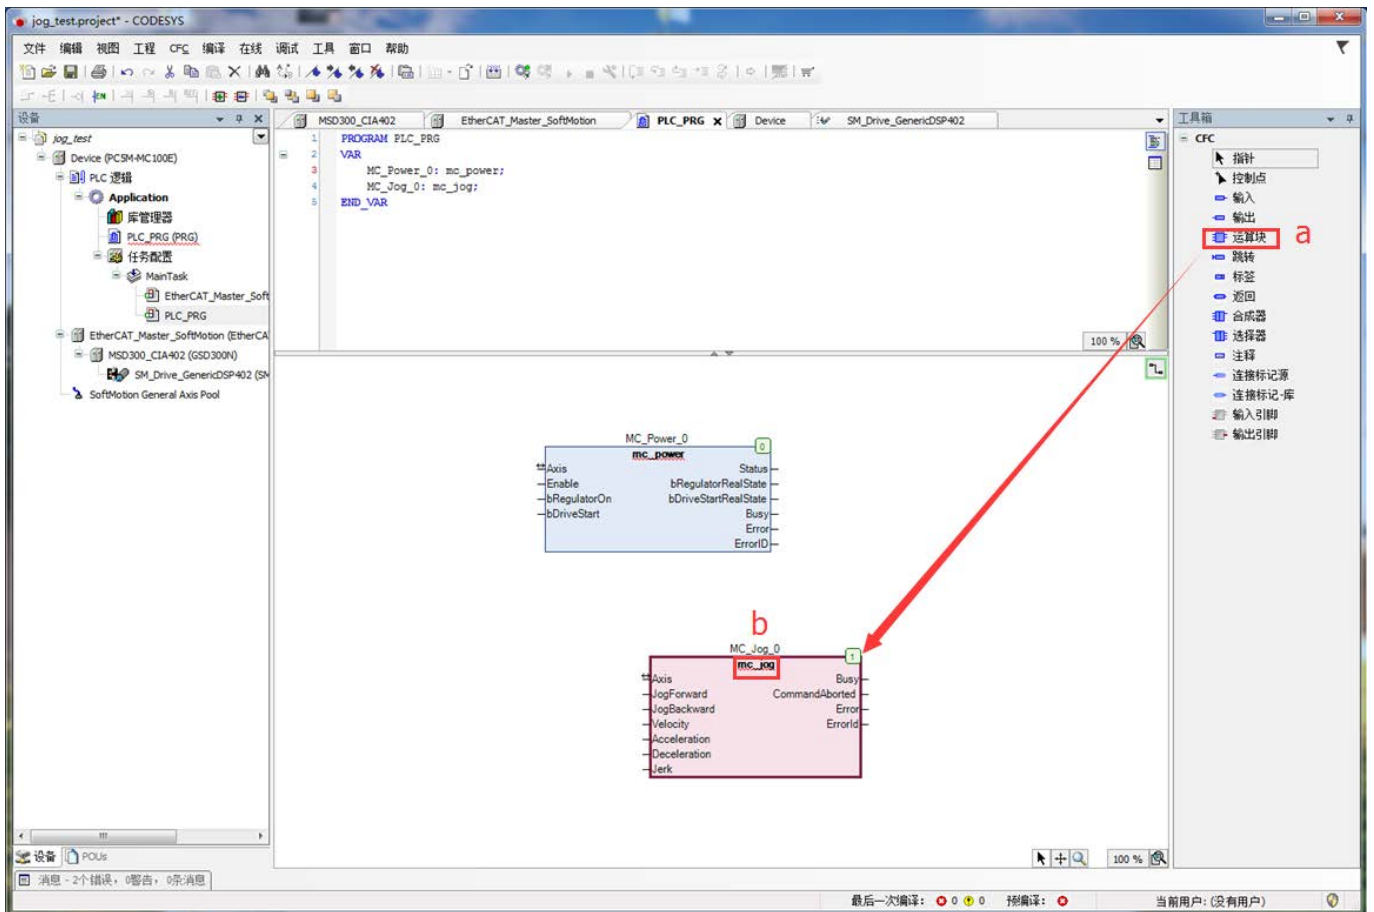 jog_test.project* - CODESYS
文件 编辑 视图 工程 CFC 编译 在线 调试 工具 窗口 帮助
设备
MSD300_CIA402
EtherCAT_Master_SoftMotion
PLC_PRG
Device
SM_Drive_GenericDSP402
工具箱
jog_test
Device (PCSM-MC100E)
PLC 逻辑
Application
库管理器
PLC_PRG (PRG)
任务配置
MainTask
EtherCAT_Master_Soft
PLC_PRG
EtherCAT_Master_SoftMotion (EtherCA
MSD300_CIA402 (GSD300N)
SM_Drive_GenericDSP402 (SM
SoftMotion General Axis Pool
1 PROGRAM PLC_PRG
2 VAR
3 MC_Power_0: mc_power;
4 MC_Jog_0: mc_jog;
5 END_VAR
100 %
CFC
指针
控制点
输入
输出
运算块
a
跳转
标签
返回
合成器
选择器
注释
连接标记源
连接标记-库
输入引脚
输出引脚
MC_Power_0
0
mc_power
Axis Status
Enable bRegulatorRealState
bRegulatorOn bDriveStartRealState
bDriveStart Busy
Error
ErrorID
b
MC_Jog_0
1
mc_jog
Axis Busy
JogForward CommandAborted
JogBackward Error
Velocity ErrorId
Acceleration
Deceleration
Jerk
设备 POUs
100 %
消息 - 2个错误, 0警告, 0条消息
最后一次编译: 0 0 预编译: 当前用户: (没有用户)